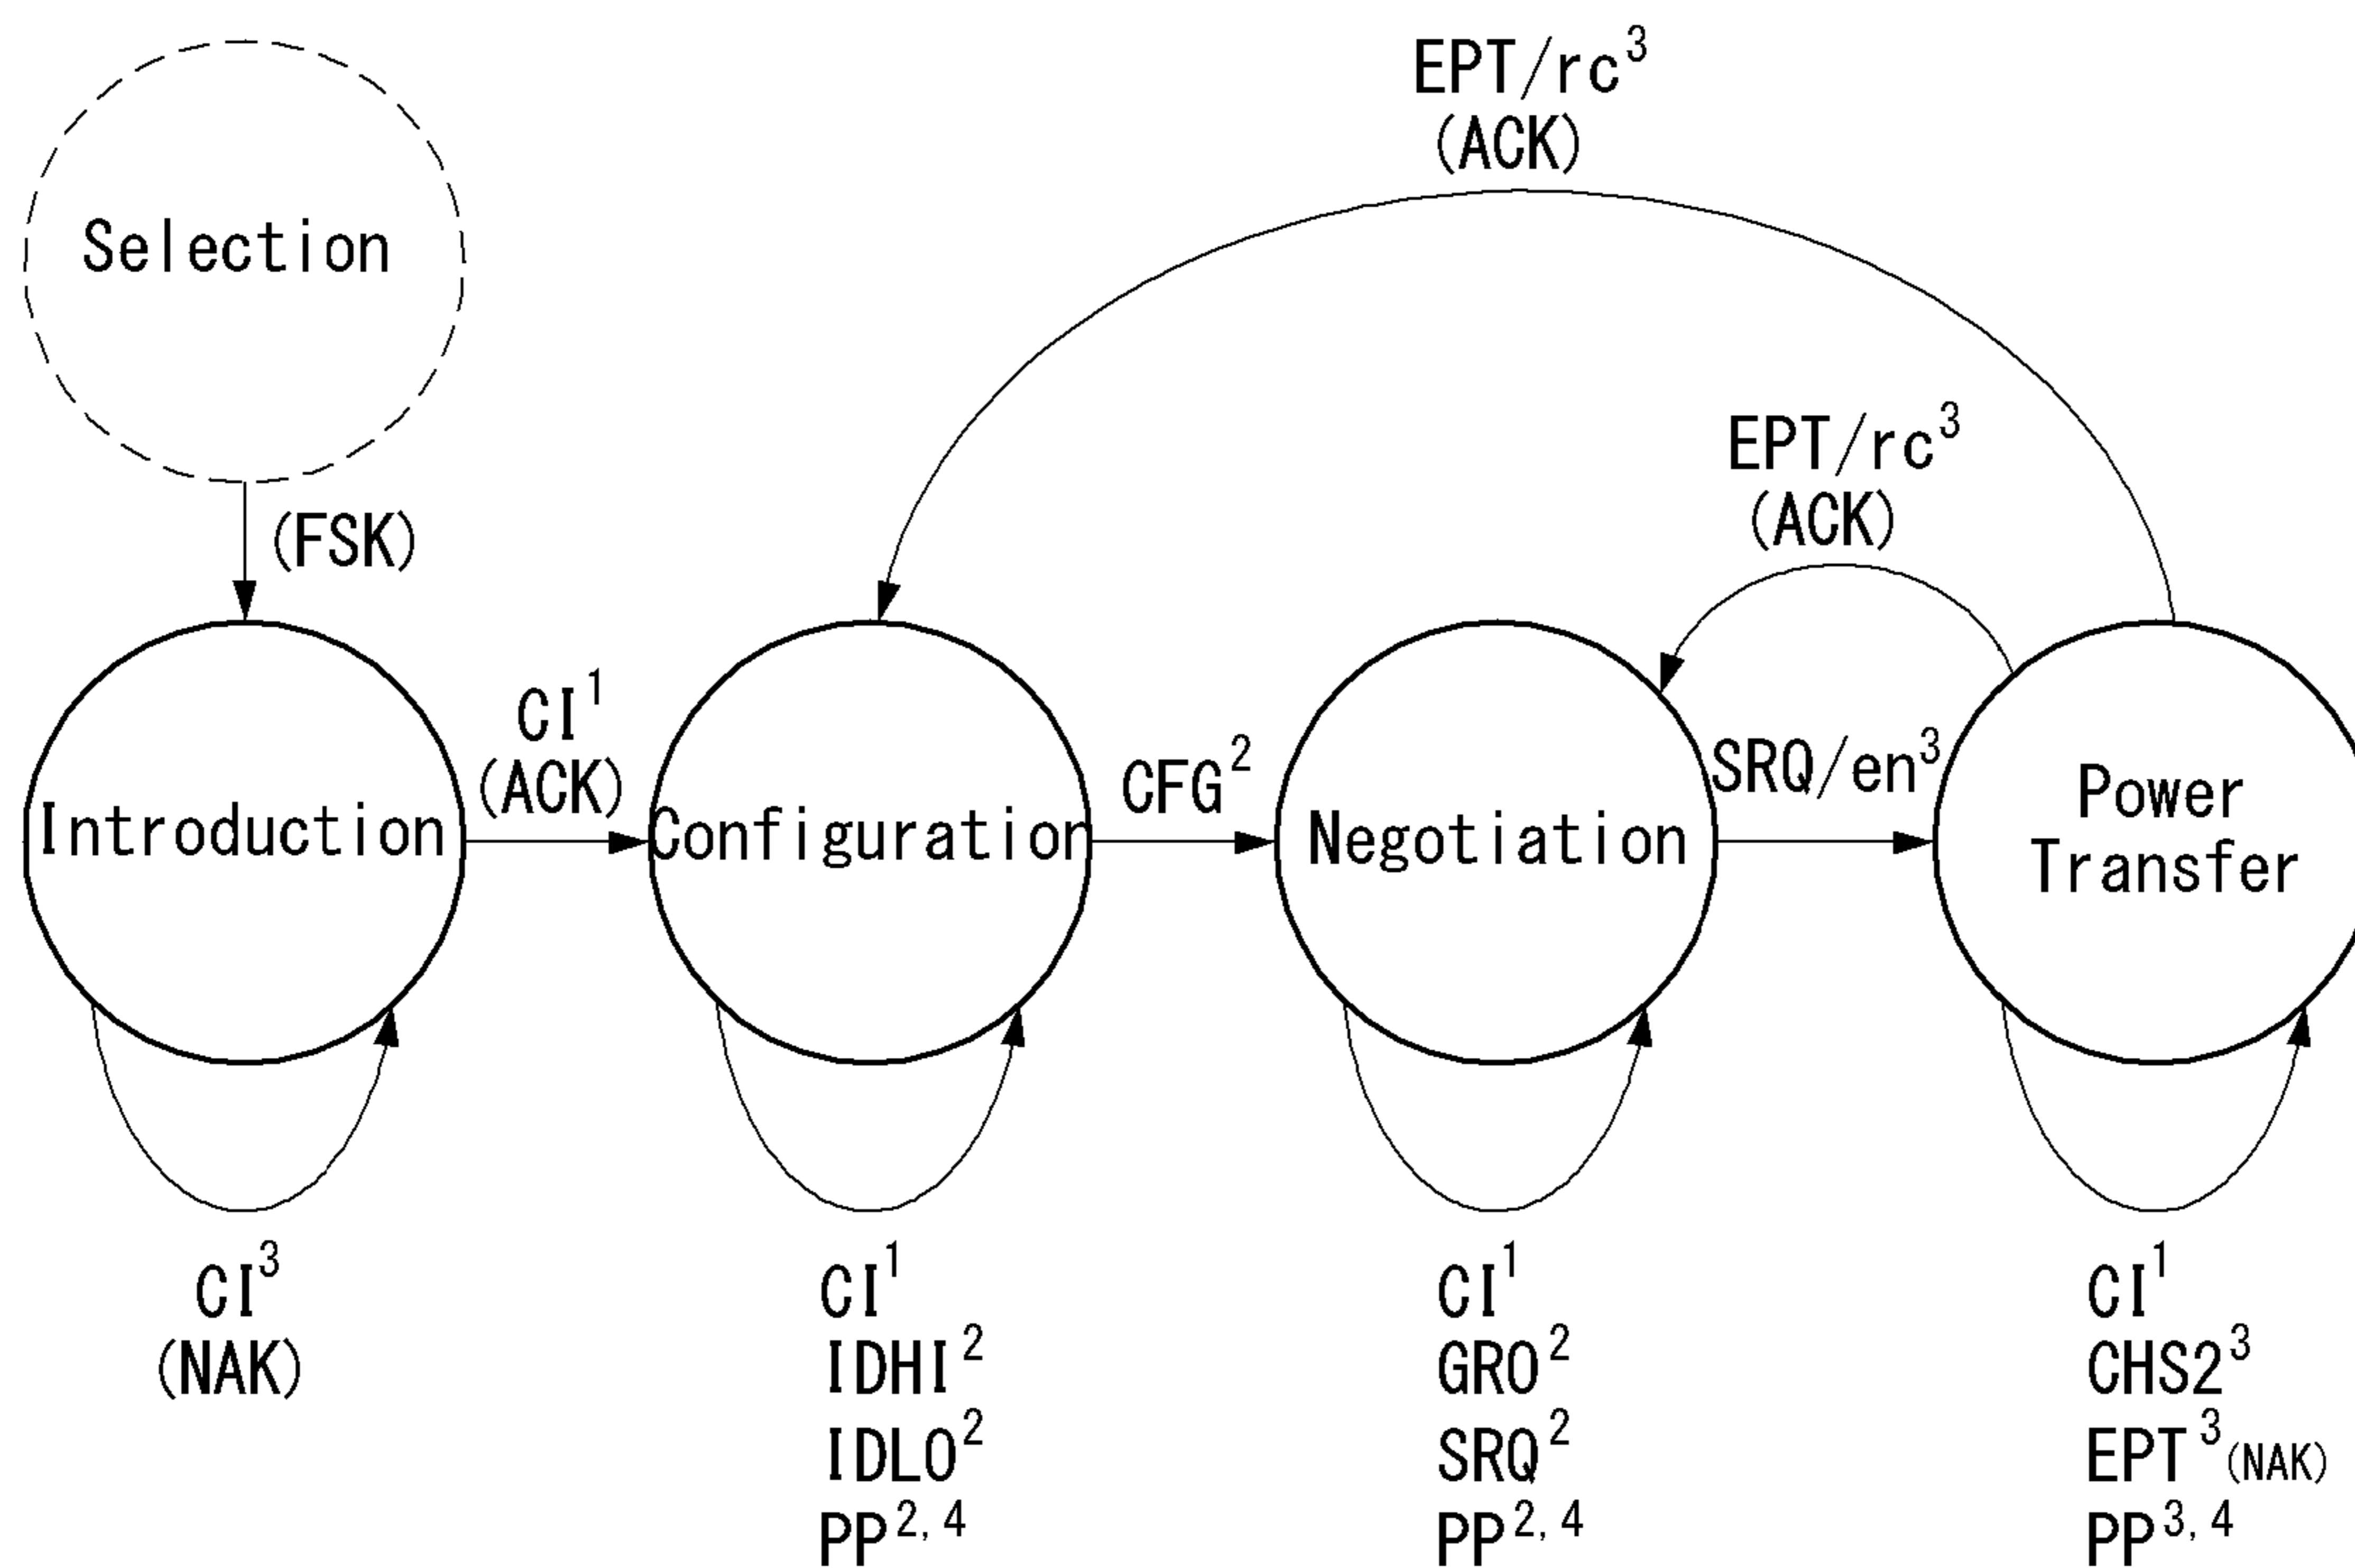 EPT/rc³
(ACK)
Selection
EPT/rc³
(ACK)
(FSK)
CI¹
(ACK)
CFG²
SRQ/en³
Introduction
Configuration
Negotiation
Power
Transfer
CI³
(NAK)
CI¹
IDHI²
IDLO²
PP²,⁴
CI¹
GRO²
SRQ²
PP²,⁴
CI¹
CHS2³
EPT³(NAK)
PP³,⁴